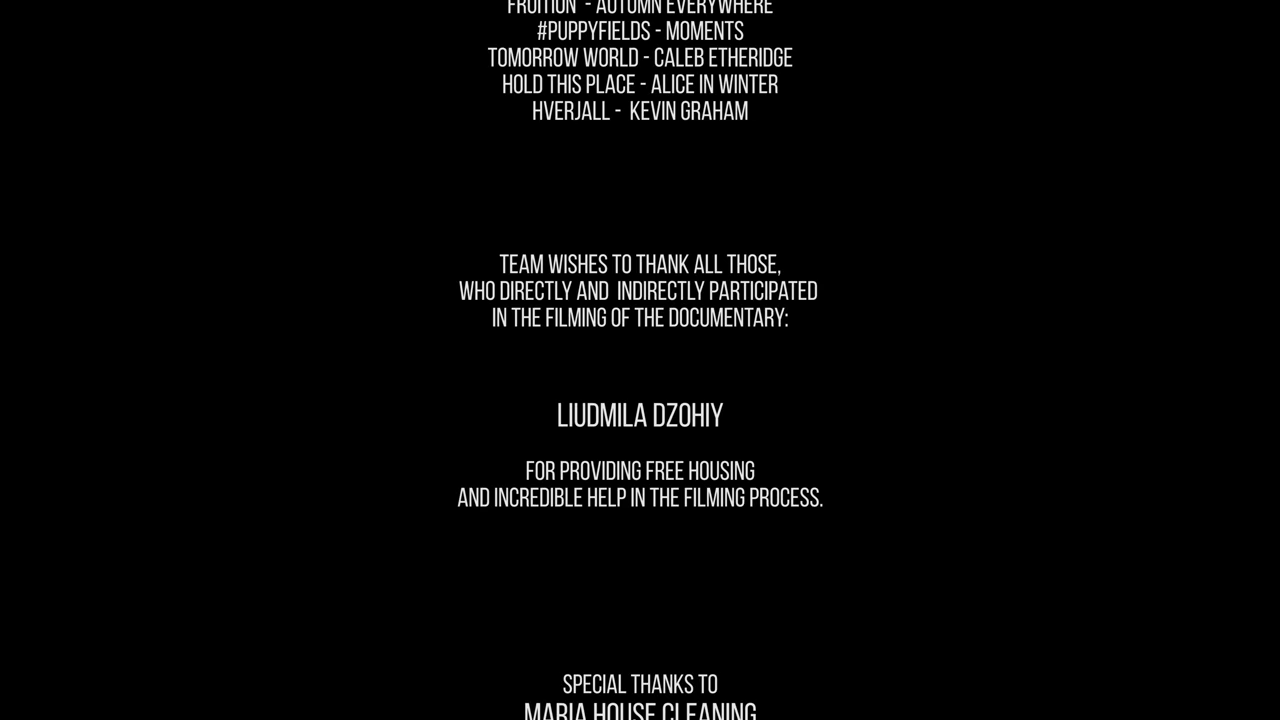 FRUITION - AUTUMN EVERYWHERE
#PUPPYFIELDS - MOMENTS
TOMORROW WORLD - CALEB ETHERIDGE
HOLD THIS PLACE - ALICE IN WINTER
HVERJALL - KEVIN GRAHAM
TEAM WISHES TO THANK ALL THOSE,
WHO DIRECTLY AND INDIRECTLY PARTICIPATED
IN THE FILMING OF THE DOCUMENTARY:
LIUDMILA DZOHIY
FOR PROVIDING FREE HOUSING
AND INCREDIBLE HELP IN THE FILMING PROCESS.
SPECIAL THANKS TO
MARIA HOUSE CLEANING